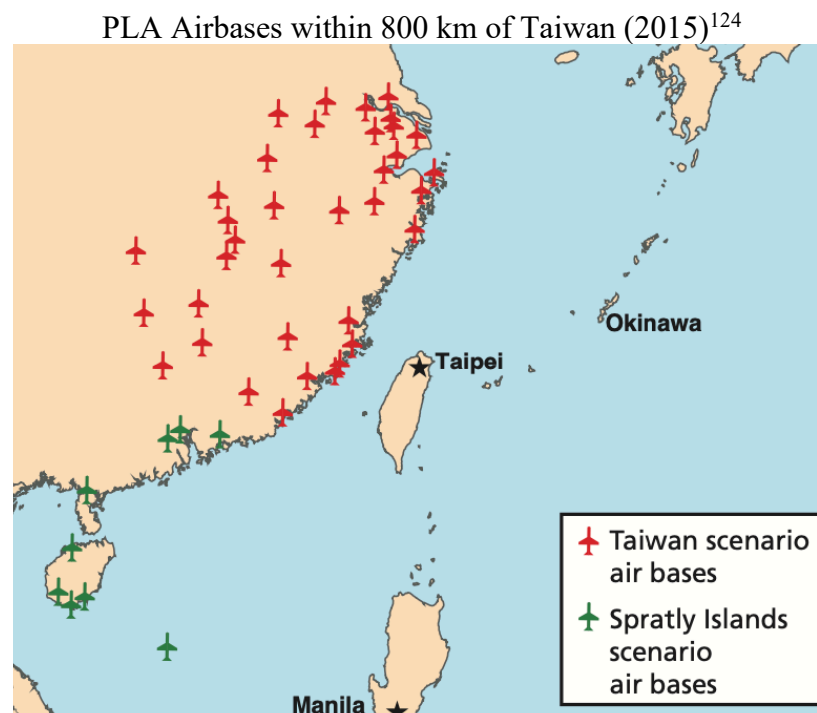 PLA Airbases within 800 km of Taiwan (2015)124
Okinawa
Taipei
Taiwan scenario
air bases
Spratly Islands
scenario
air bases
Manila